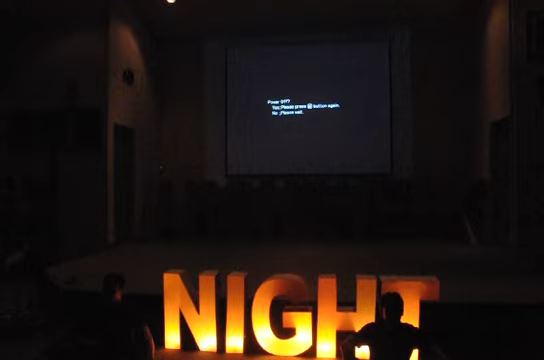 Power Off?
Yes:Please press button again.
No :Please wait.
NIGHT